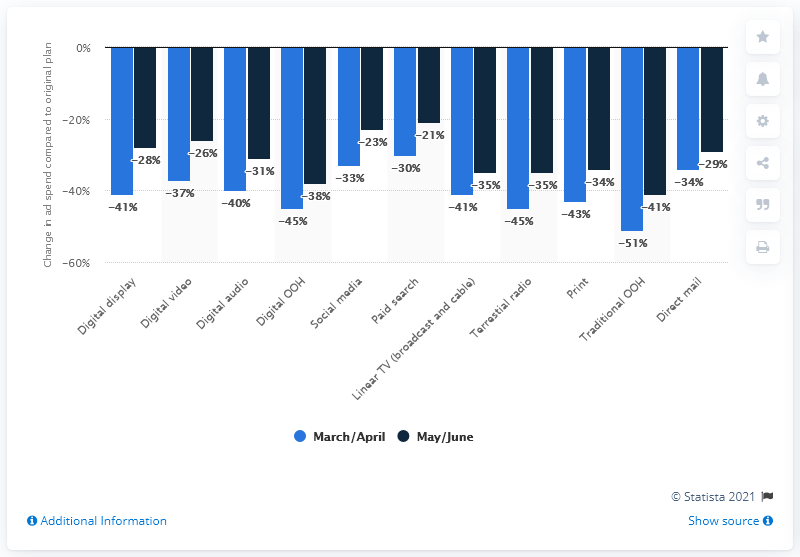 Change in ad spend compared to original plan
0%
−20%
−40%
−60%
−41%
−28%
−37%
−26%
−40%
−31%
−45%
−38%
−33%
−23%
−30%
−21%
−41%
−35%
−45%
−35%
−43%
−34%
−51%
−41%
−34%
−29%
Digital display
Digital video
Digital audio
Digital OOH
Social media
Paid search
Linear TV (broadcast and cable)
Terrestial radio
Print
Traditional OOH
Direct mail
March/April May/June
© Statista 2021
Additional Information
Show source